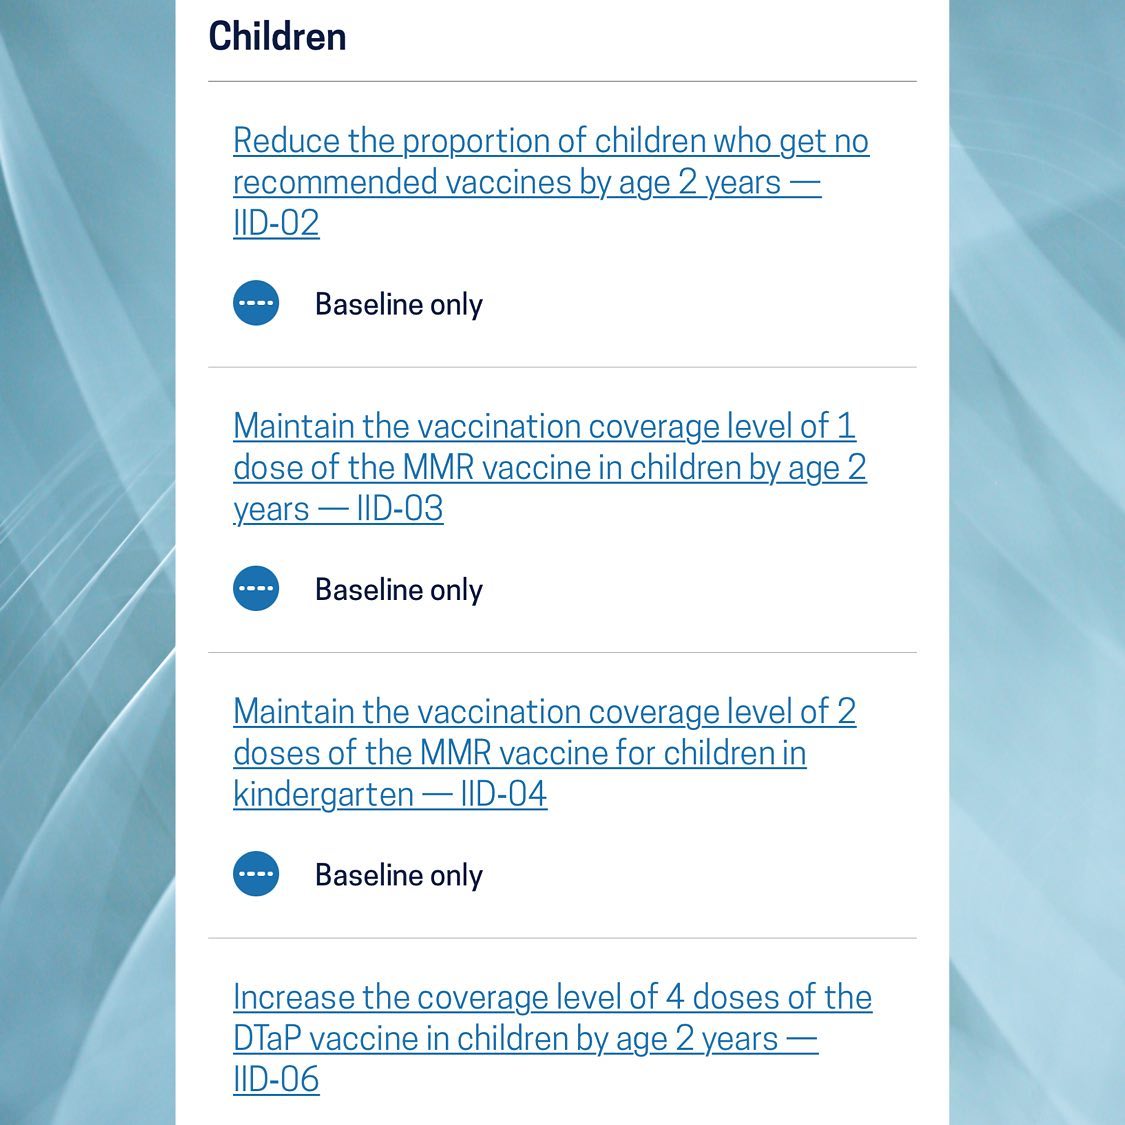 Children
Reduce the proportion of children who get no
recommended vaccines by age 2 years —
IID-02
Baseline only
Maintain the vaccination coverage level of 1
dose of the MMR vaccine in children by age 2
years — IID-03
Baseline only
Maintain the vaccination coverage level of 2
doses of the MMR vaccine for children in
kindergarten — IID-04
Baseline only
Increase the coverage level of 4 doses of the
DTaP vaccine in children by age 2 years —
IID-06